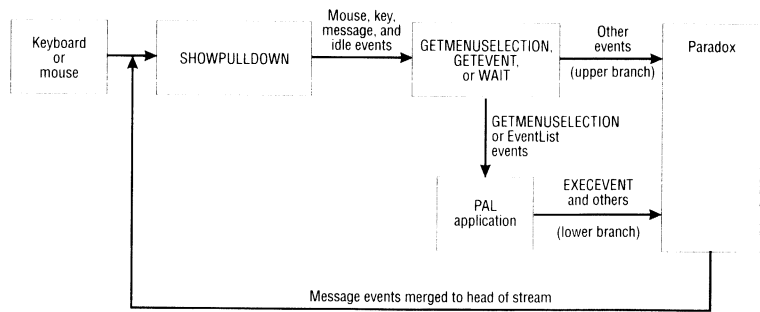 Keyboard
or
mouse
SHOWPULLDOWN
Mouse, key,
message, and
idle events
GETMENUSELECTION,
GETEVENT,
or WAIT
Other
events
(upper branch)
Paradox
GETMENUSELECTION
or EventList
events
PAL
application
EXECEVENT
and others
(lower branch)
Message events merged to head of stream